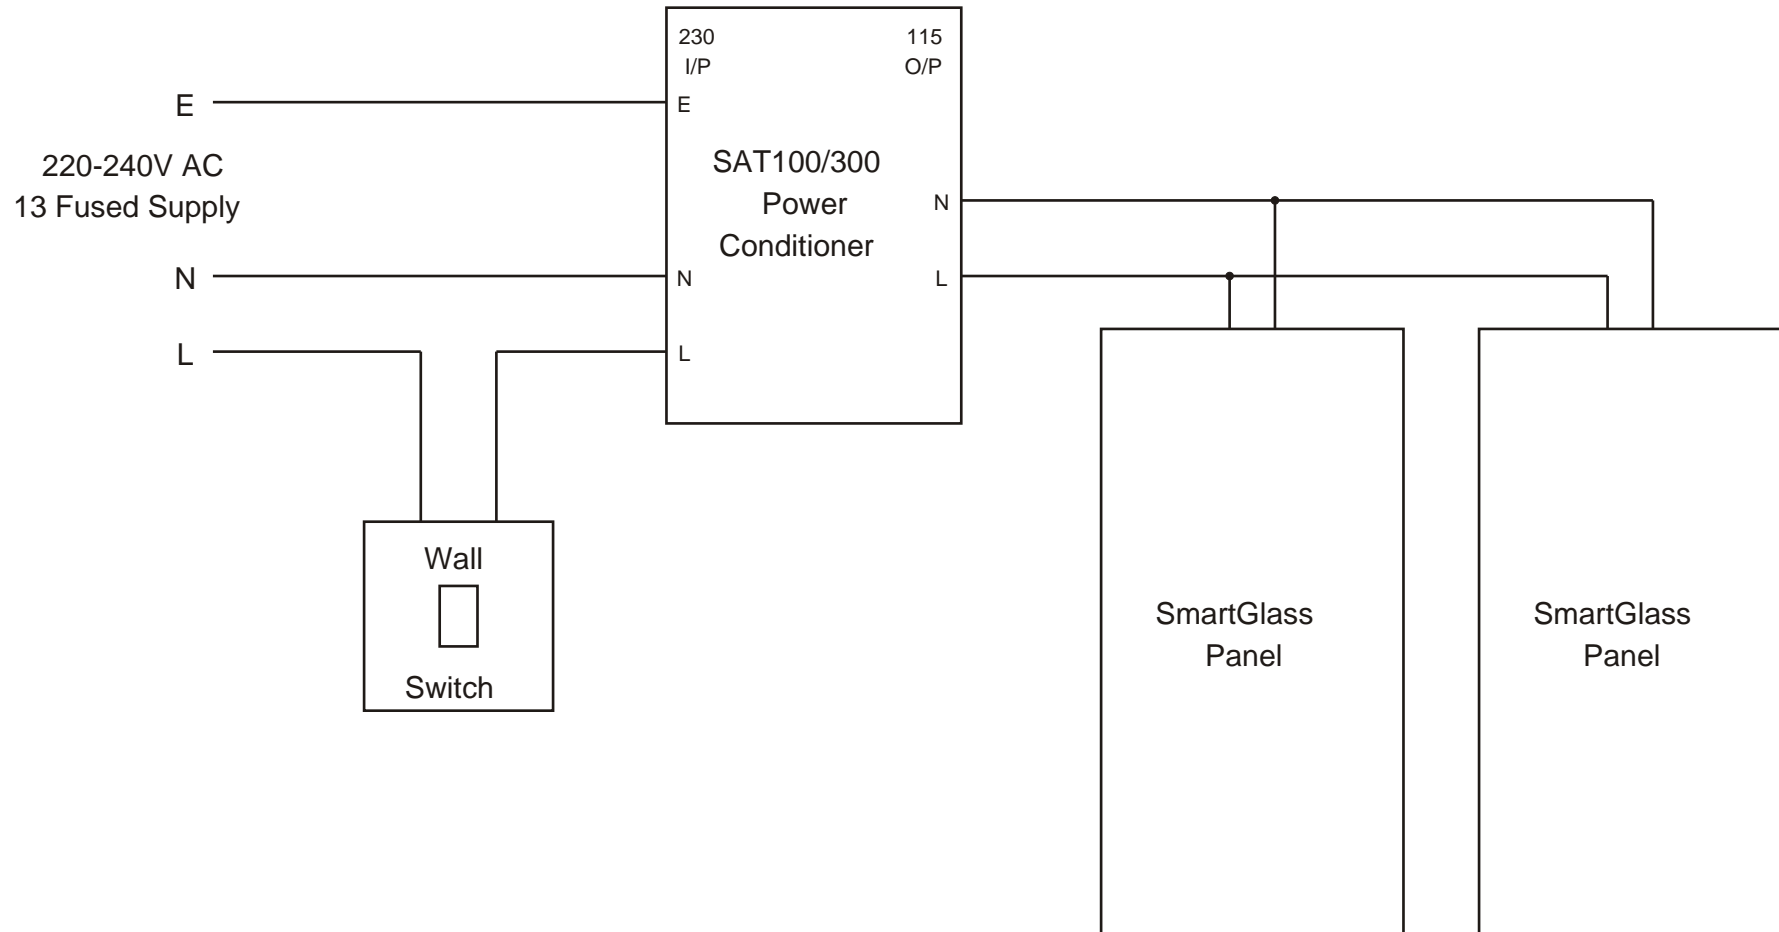 230
I/P
115
O/P
E
E
220-240V AC
13 Fused Supply
SAT100/300
Power
Conditioner
N
N
N
L
L
L
Wall
Switch
SmartGlass
Panel
SmartGlass
Panel